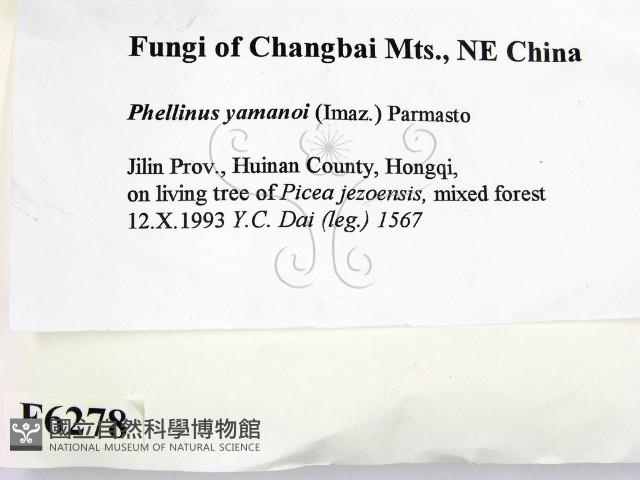 Fungi of Changbai Mts., NE China
Phellinus yamanoi (Imaz.) Parmasto
Jilin Prov., Huinan County, Hongqi,
on living tree of Picea jezoensis, mixed forest
12.X.1993 Y.C. Dai (leg.) 1567
F6278
國立自然科學博物館
NATIONAL MUSEUM OF NATURAL SCIENCE